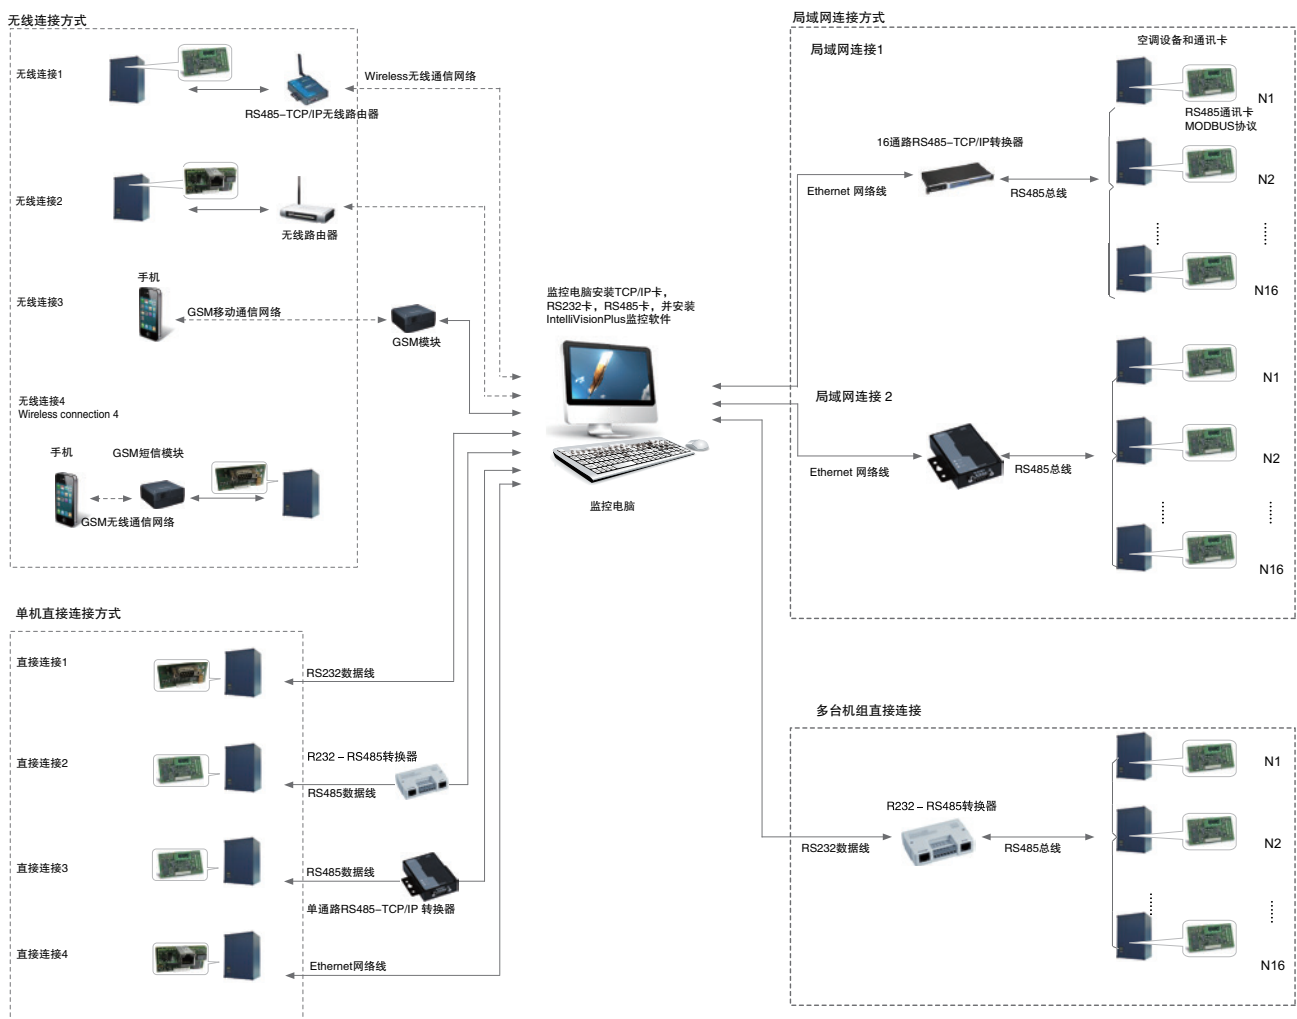 无线连接方式
无线连接1
RS485–TCP/IP无线路由器
Wireless无线通信网络
无线连接2
无线路由器
无线连接3
手机
GSM移动通信网络
GSM模块
无线连接4
Wireless connection 4
手机
GSM短信模块
GSM无线通信网络
监控电脑安装TCP/IP卡，
RS232卡，RS485卡，并安装
IntelliVisionPlus监控软件
监控电脑
单机直接连接方式
直接连接1
RS232数据线
直接连接2
R232 – RS485转换器
RS485数据线
直接连接3
RS485数据线
单通路RS485–TCP/IP 转换器
直接连接4
Ethernet网络线
局域网连接方式
局域网连接1
空调设备和通讯卡
N1
RS485通讯卡
MODBUS协议
16通路RS485–TCP/IP转换器
Ethernet 网络线
RS485总线
N2
N16
局域网连接 2
Ethernet 网络线
RS485总线
N1
N2
N16
多台机组直接连接
R232 – RS485转换器
RS232数据线
RS485总线
N1
N2
N16